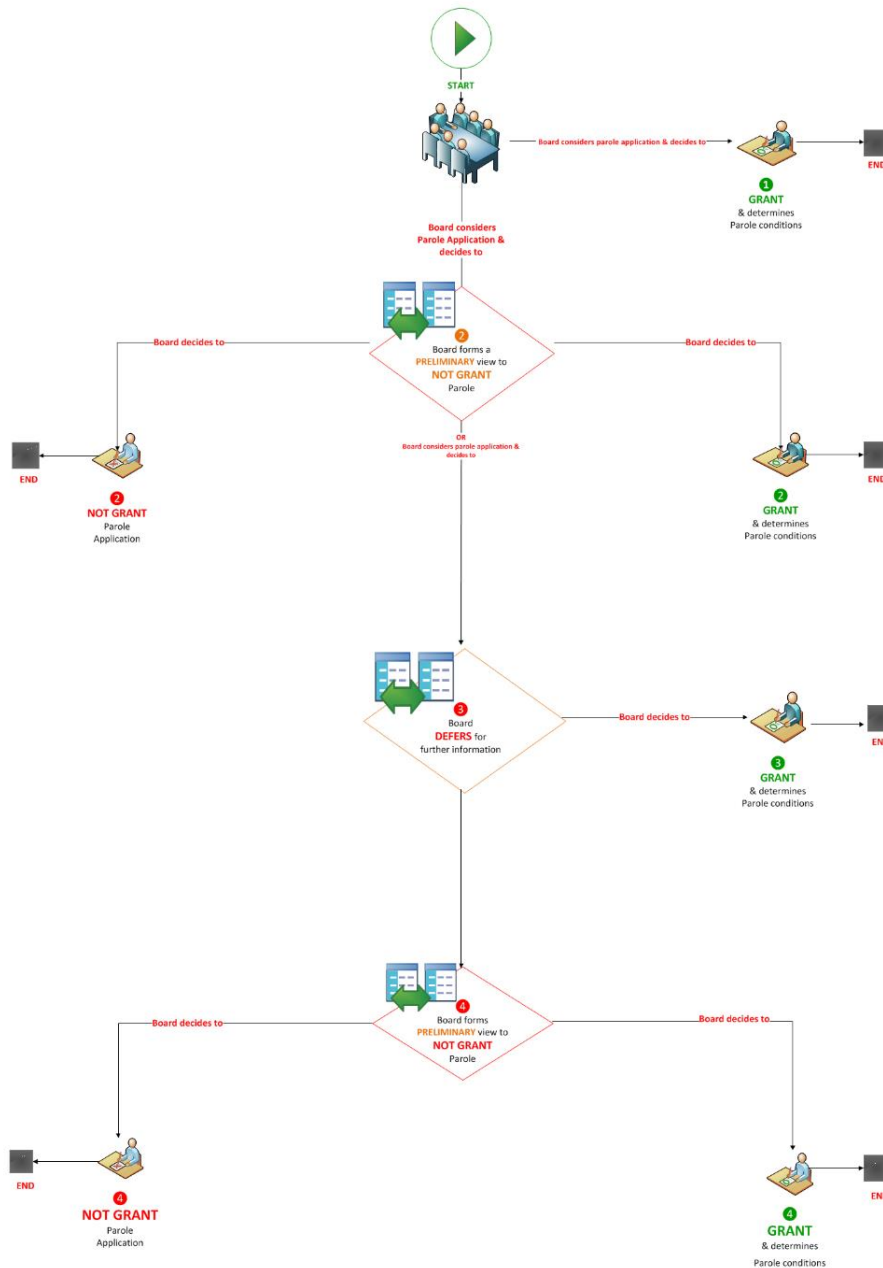 START
Board considers parole application & decides to
END
1
GRANT
& determines
Parole conditions
Board considers
Parole Application &
decides to
2
Board forms a
PRELIMINARY view to
NOT GRANT
Parole
Board decides to
Board decides to
END
2
NOT GRANT
Parole
Application
OR
Board considers parole application &
decides to
END
2
GRANT
& determines
Parole conditions
3
Board
DEFERS for
further information
Board decides to
END
3
GRANT
& determines
Parole conditions
4
Board forms
PRELIMINARY view to
NOT GRANT
Parole
Board decides to
Board decides to
END
4
NOT GRANT
Parole
Application
END
4
GRANT
& determines
Parole conditions